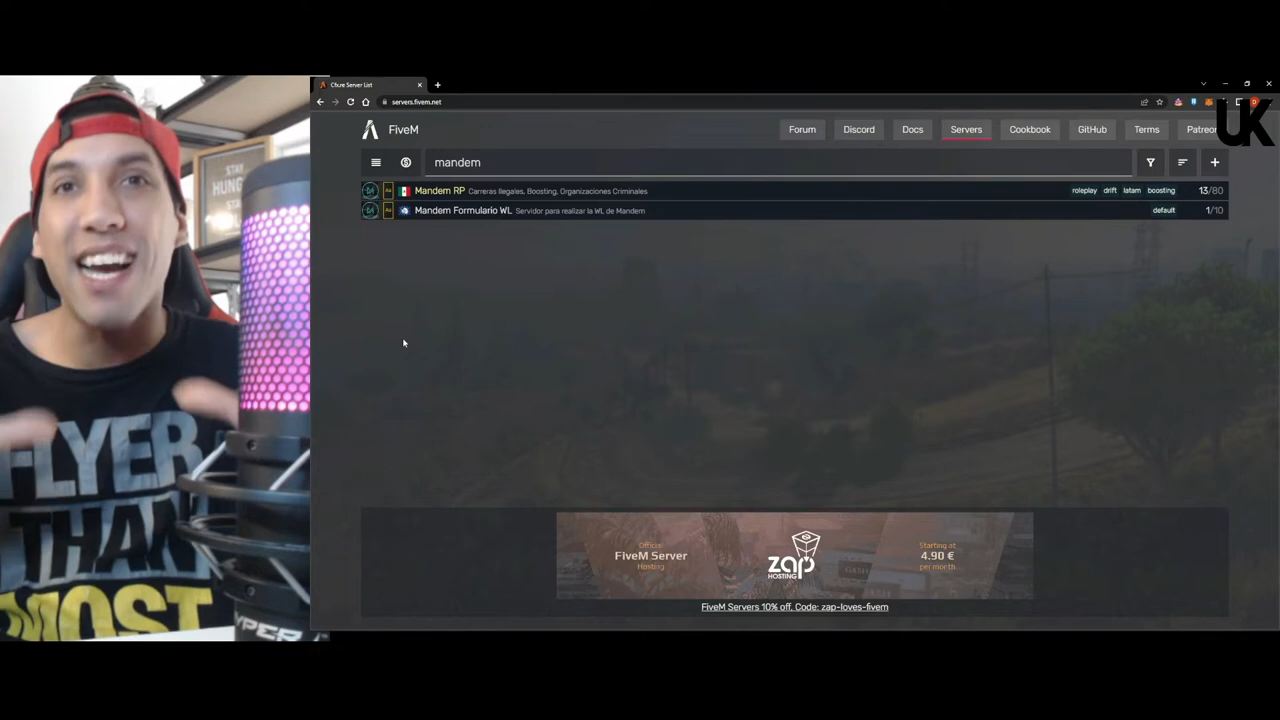 UK
Cfx.re Server List
servers.fivem.net
FiveM
Forum
Discord
Docs
Servers
Cookbook
GitHub
Terms
Patreon
mandem
Mandem RP Carreras Ilegales, Boosting, Organizaciones Criminales
roleplay drift latam boosting 13/80
Mandem Formulario WL Servidor para realizar la WL de Mandem
default 1/10
STAY
HUNG
FLYER
THAN
MOST
HYPER
Official
FiveM Server
Hosting
ZAP
HOSTING
Starting at
4.90 €
per month
FiveM Servers 10% off, Code: zap-loves-fivem